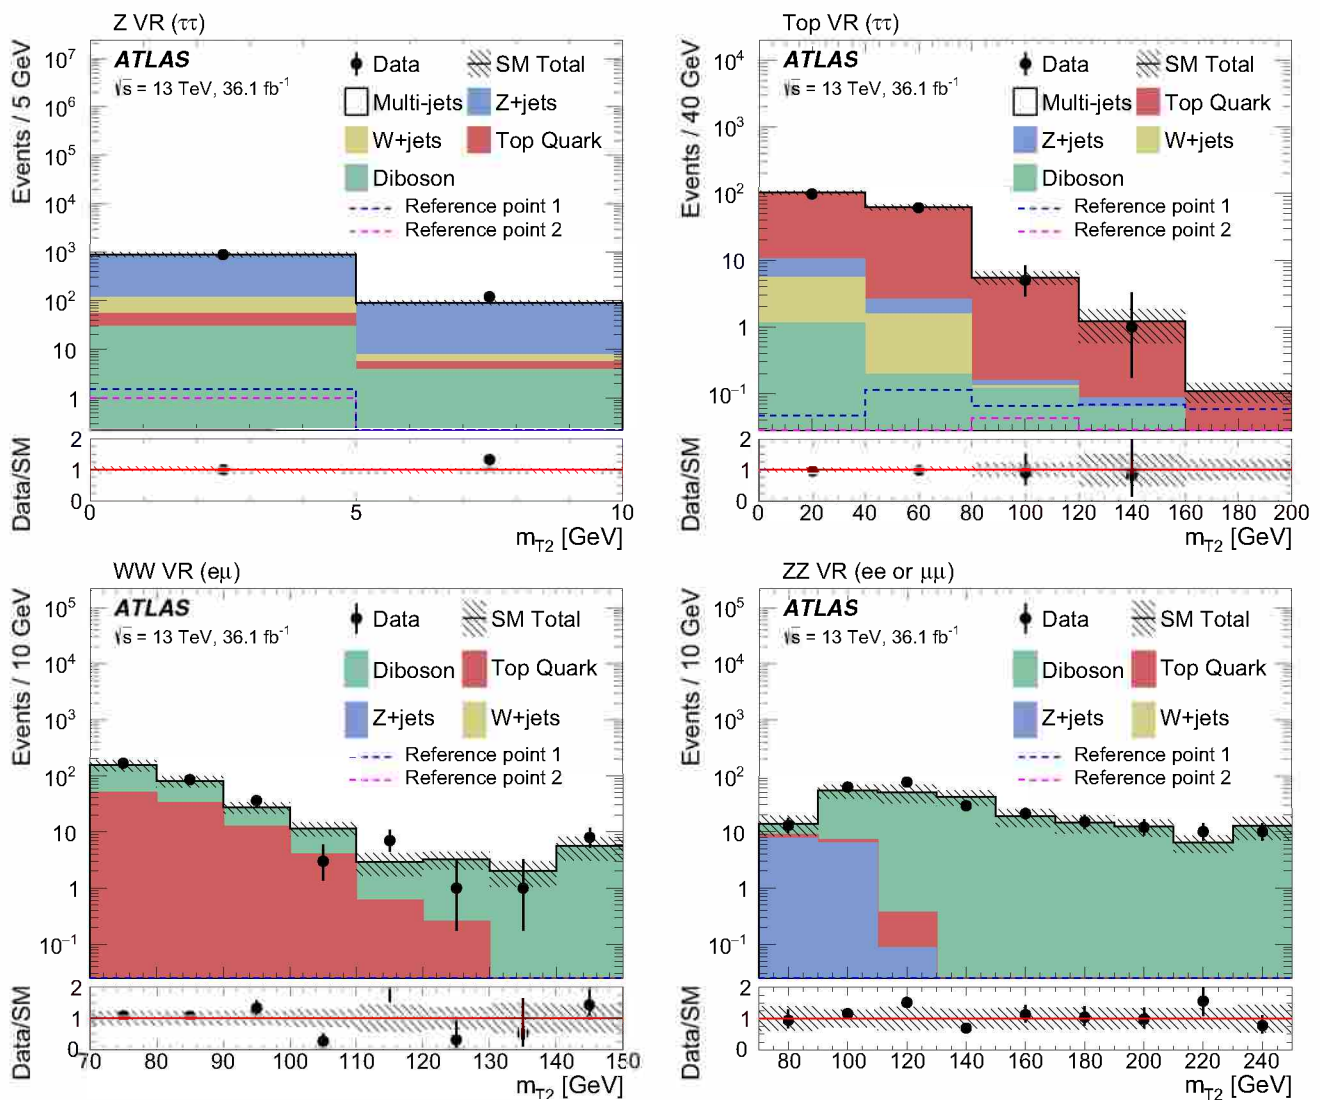 Z VR (ττ)
Events / 5 GeV
10⁷
10⁶
10⁵
10⁴
10³
10²
10
1
ATLAS
√s = 13 TeV, 36.1 fb⁻¹
Data
SM Total
Multi-jets
Z+jets
W+jets
Top Quark
Diboson
Reference point 1
Reference point 2
Data/SM
2
1
0
0 5 10
m_T2 [GeV]
Top VR (ττ)
Events / 40 GeV
10⁴
10³
10²
10
1
10⁻¹
ATLAS
√s = 13 TeV, 36.1 fb⁻¹
Data
SM Total
Multi-jets
Top Quark
Z+jets
W+jets
Diboson
Reference point 1
Reference point 2
Data/SM
2
1
0
0 20 40 60 80 100 120 140 160 180 200
m_T2 [GeV]
WW VR (eμ)
Events / 10 GeV
10⁵
10⁴
10³
10²
10
1
10⁻¹
ATLAS
√s = 13 TeV, 36.1 fb⁻¹
Data
SM Total
Diboson
Top Quark
Z+jets
W+jets
Reference point 1
Reference point 2
Data/SM
2
1
0
70 80 90 100 110 120 130 140 150
m_T2 [GeV]
ZZ VR (ee or μμ)
Events / 10 GeV
10⁵
10⁴
10³
10²
10
1
10⁻¹
ATLAS
√s = 13 TeV, 36.1 fb⁻¹
Data
SM Total
Diboson
Top Quark
Z+jets
W+jets
Reference point 1
Reference point 2
Data/SM
2
1
0
80 100 120 140 160 180 200 220 240
m_T2 [GeV]